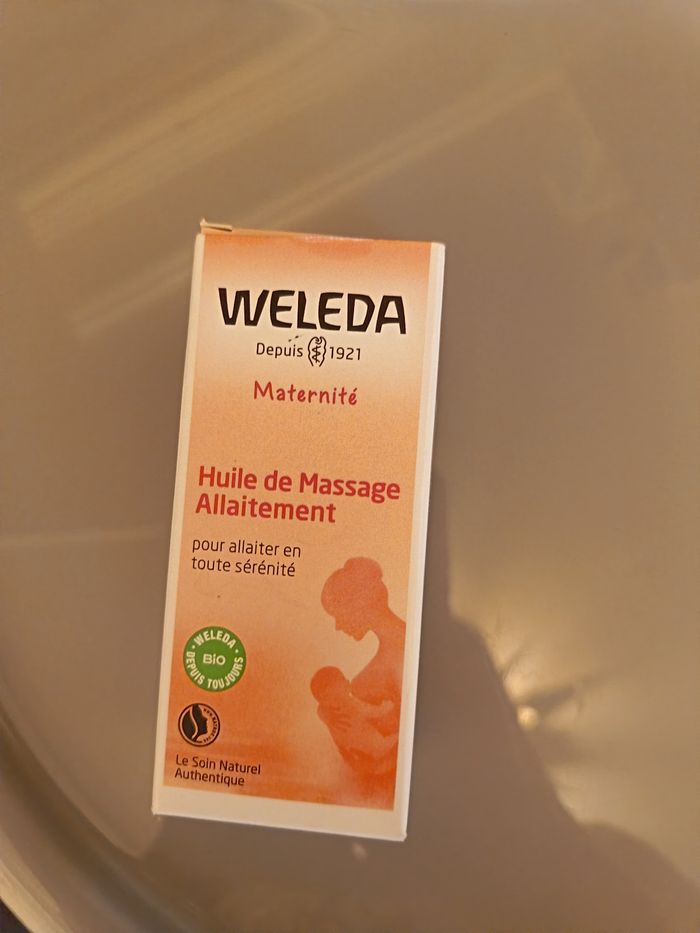 WELEDA
Depuis 1921
Maternité
Huile de Massage
Allaitement
pour allaiter en
toute sérénité
WELEDA
BIO
DEPUIS TOUJOURS
Le Soin Naturel
Authentique